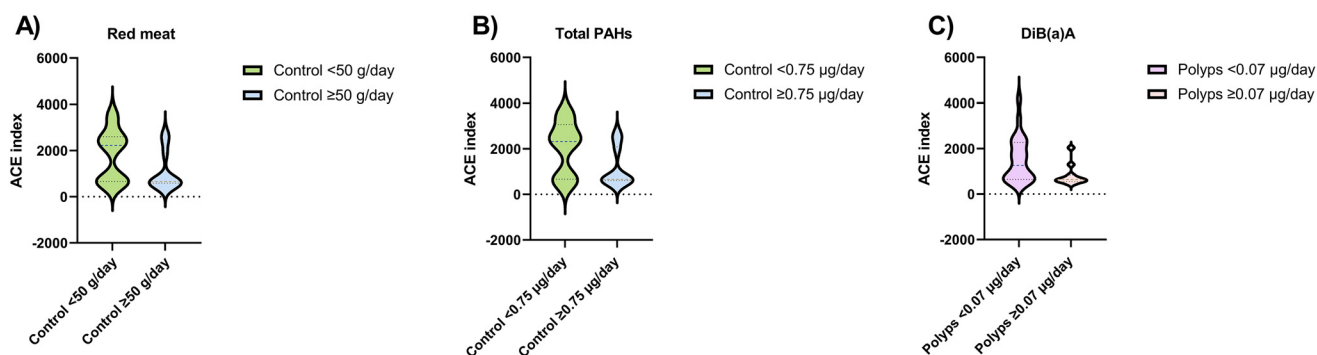 A)
Red meat
6000
4000
2000
0
-2000
ACE index
Control <50 g/day
Control ≥50 g/day
Control <50 g/day
Control ≥50 g/day
B)
Total PAHs
6000
4000
2000
0
-2000
ACE index
Control <0.75 µg/day
Control ≥0.75 µg/day
Control <0.75 µg/day
Control ≥0.75 µg/day
C)
DiB(a)A
6000
4000
2000
0
-2000
ACE index
Polyps <0.07 µg/day
Polyps ≥0.07 µg/day
Polyps <0.07 µg/day
Polyps ≥0.07 µg/day